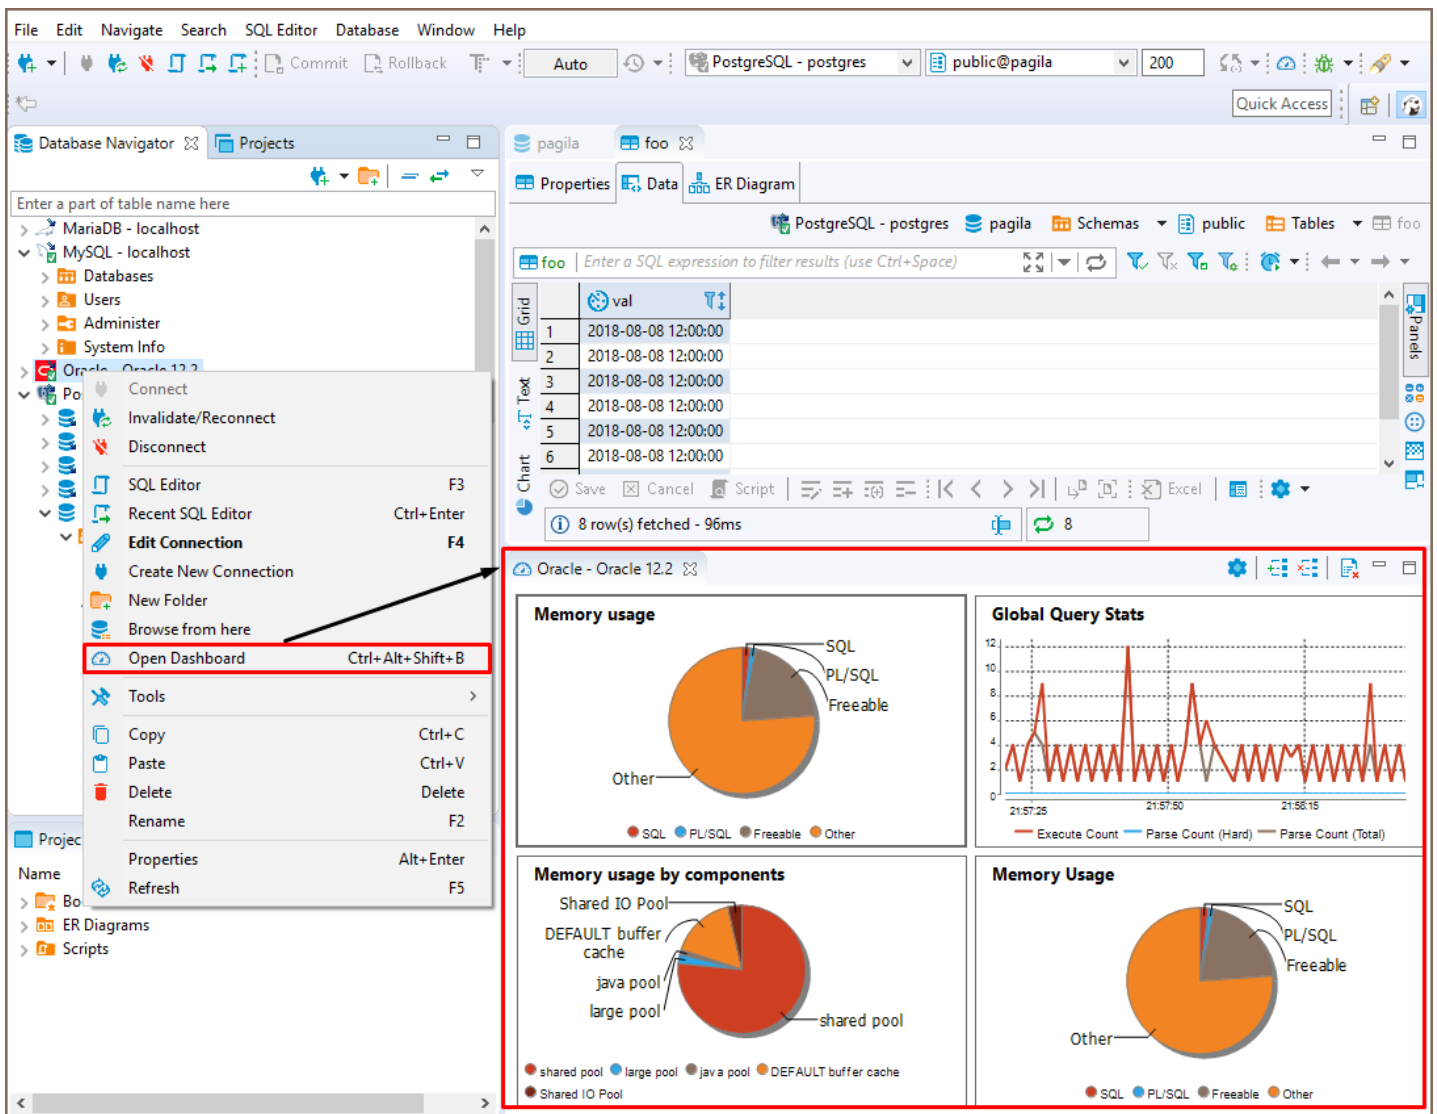 File Edit Navigate Search SQL Editor Database Window Help
Commit Rollback Auto PostgreSQL - postgres public@pagila 200
Quick Access
Database Navigator Projects
Enter a part of table name here
MariaDB - localhost
MySQL - localhost
Databases
Users
Administer
System Info
Oracle - Oracle 12.2
Po
Connect
Invalidate/Reconnect
Disconnect
SQL Editor F3
Recent SQL Editor Ctrl+Enter
Edit Connection F4
Create New Connection
New Folder
Browse from here
Open Dashboard Ctrl+Alt+Shift+B
Tools
Copy Ctrl+C
Paste Ctrl+V
Delete Delete
Rename F2
Properties Alt+Enter
Refresh F5
Projec
Name
Bo
ER Diagrams
Scripts
pagila foo
Properties Data ER Diagram
PostgreSQL - postgres pagila Schemas public Tables foo
foo Enter a SQL expression to filter results (use Ctrl+Space)
Grid
Text
Chart
Panels
val
1 2018-08-08 12:00:00
2 2018-08-08 12:00:00
3 2018-08-08 12:00:00
4 2018-08-08 12:00:00
5 2018-08-08 12:00:00
6 2018-08-08 12:00:00
Save Cancel Script Excel
8 row(s) fetched - 96ms 8
Oracle - Oracle 12.2
Memory usage
SQL
PL/SQL
Freeable
Other
SQL PL/SQL Freeable Other
Global Query Stats
12
10
8
6
4
2
0
21:57:25 21:57:50 21:58:15
Execute Count Parse Count (Hard) Parse Count (Total)
Memory usage by components
Shared IO Pool
DEFAULT buffer
cache
java pool
large pool
shared pool
shared pool large pool java pool DEFAULT buffer cache
Shared IO Pool
Memory Usage
SQL
PL/SQL
Freeable
Other
SQL PL/SQL Freeable Other